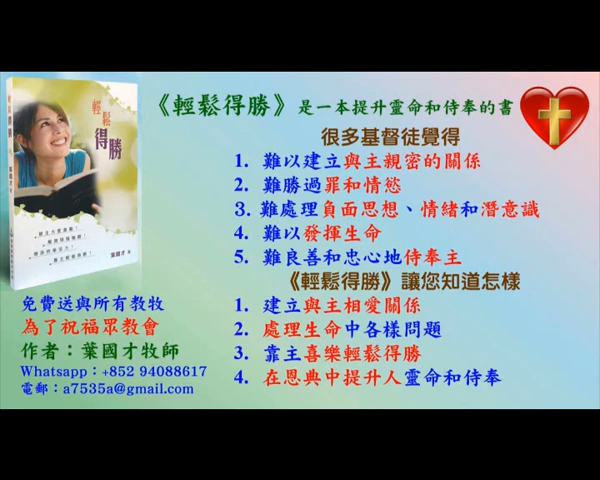 《輕鬆得勝》是一本提升靈命和侍奉的書
很多基督徒覺得
1. 難以建立與主親密的關係
2. 難勝過罪和情慾
3. 難處理負面思想、情緒和潛意識
4. 難以發揮生命
5. 難良善和忠心地侍奉主
《輕鬆得勝》讓您知道怎樣
1. 建立與主相愛關係
2. 處理生命中各樣問題
3. 靠主喜樂輕鬆得勝
4. 在恩典中提升人靈命和侍奉
輕鬆
得勝
葉國才 著
輕鬆得勝
免費送與所有教牧
為了祝福眾教會
作者：葉國才牧師
Whatsapp：+852 94088617
電郵：a7535a@gmail.com